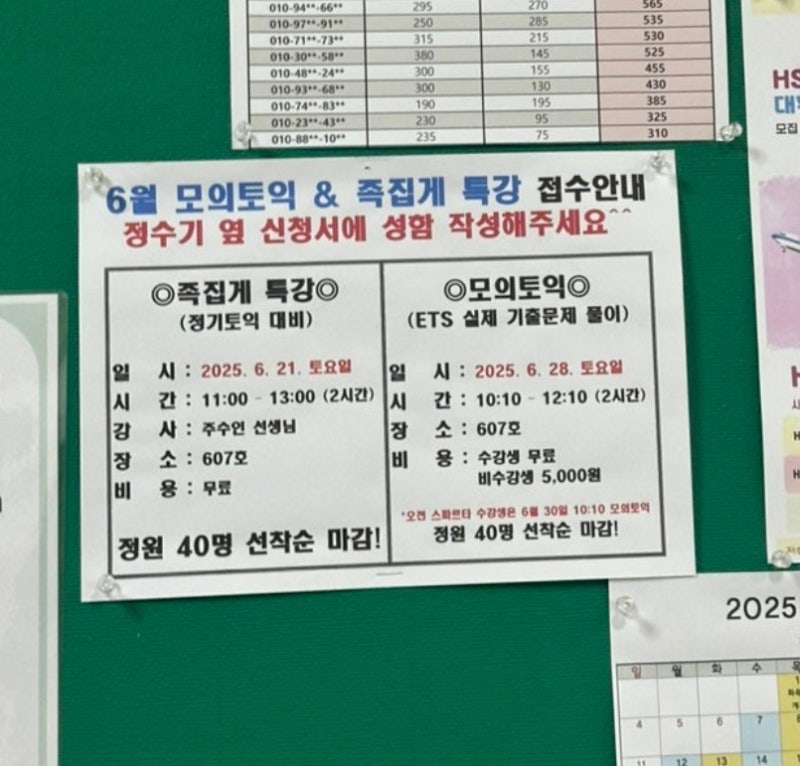 010-94**-66** 295 270 565
010-97**-91** 250 285 535
010-71**-73** 315 215 530
010-30**-58** 380 145 525
010-48**-24** 300 155 455
010-93**-68** 300 130 430
010-74**-83** 190 195 385
010-23**-43** 230 95 325
010-88**-10** 235 75 310
6월 모의토익 & 족집게 특강 접수안내
정수기 옆 신청서에 성함 작성해주세요^^
◎족집게 특강◎
(정기토익 대비)
일 시 : 2025. 6. 21. 토요일
시 간 : 11:00 - 13:00 (2시간)
강 사 : 주수인 선생님
장 소 : 607호
비 용 : 무료
정원 40명 선착순 마감!
◎모의토익◎
(ETS 실제 기출문제 풀이)
일 시 : 2025. 6. 28. 토요일
시 간 : 10:10 - 12:10 (2시간)
장 소 : 607호
비 용 : 수강생 무료
비수강생 5,000원
*오전 스파르타 수강생은 6월 30일 10:10 모의토익
정원 40명 선착순 마감!
HS
모집
2025
일 월 화 수 목
4 5 6 7 8
11 12 13 14